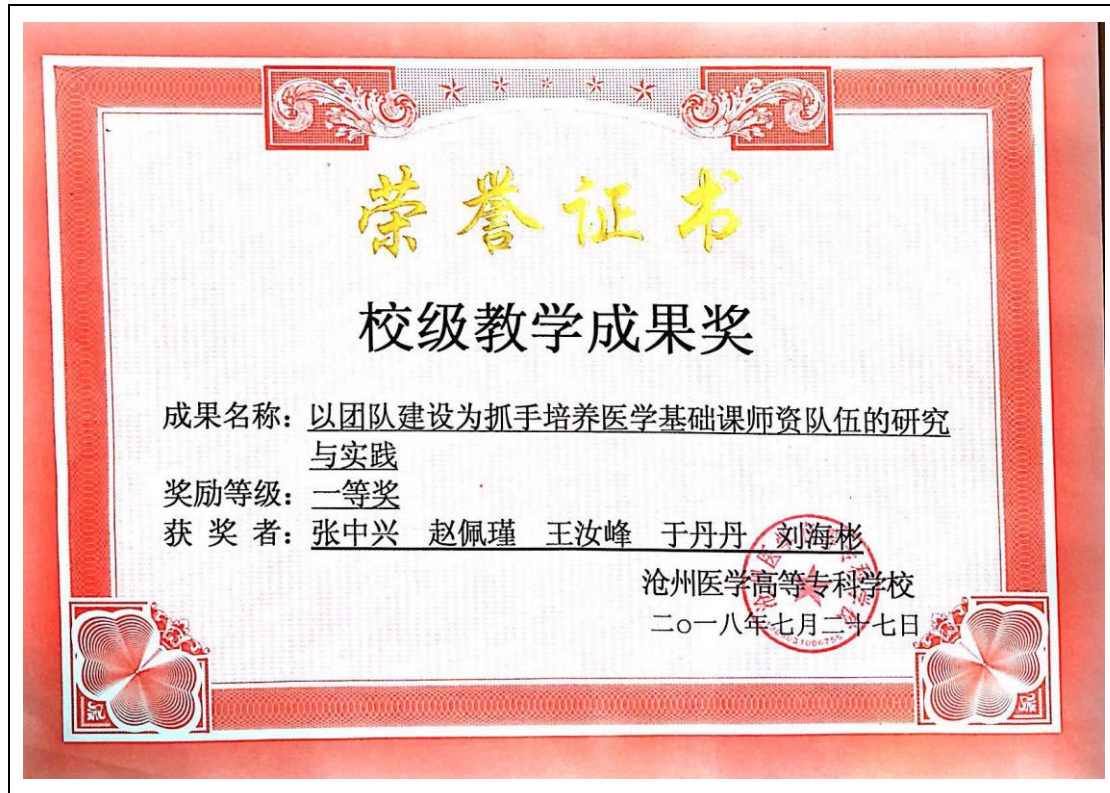 荣誉证书
校级教学成果奖
成果名称：以团队建设为抓手培养医学基础课师资队伍的研究
与实践
奖励等级：一等奖
获 奖 者：张中兴 赵佩瑾 王汝峰 于丹丹 刘海彬
沧州医学高等专科学校
二○一八年七月二十七日